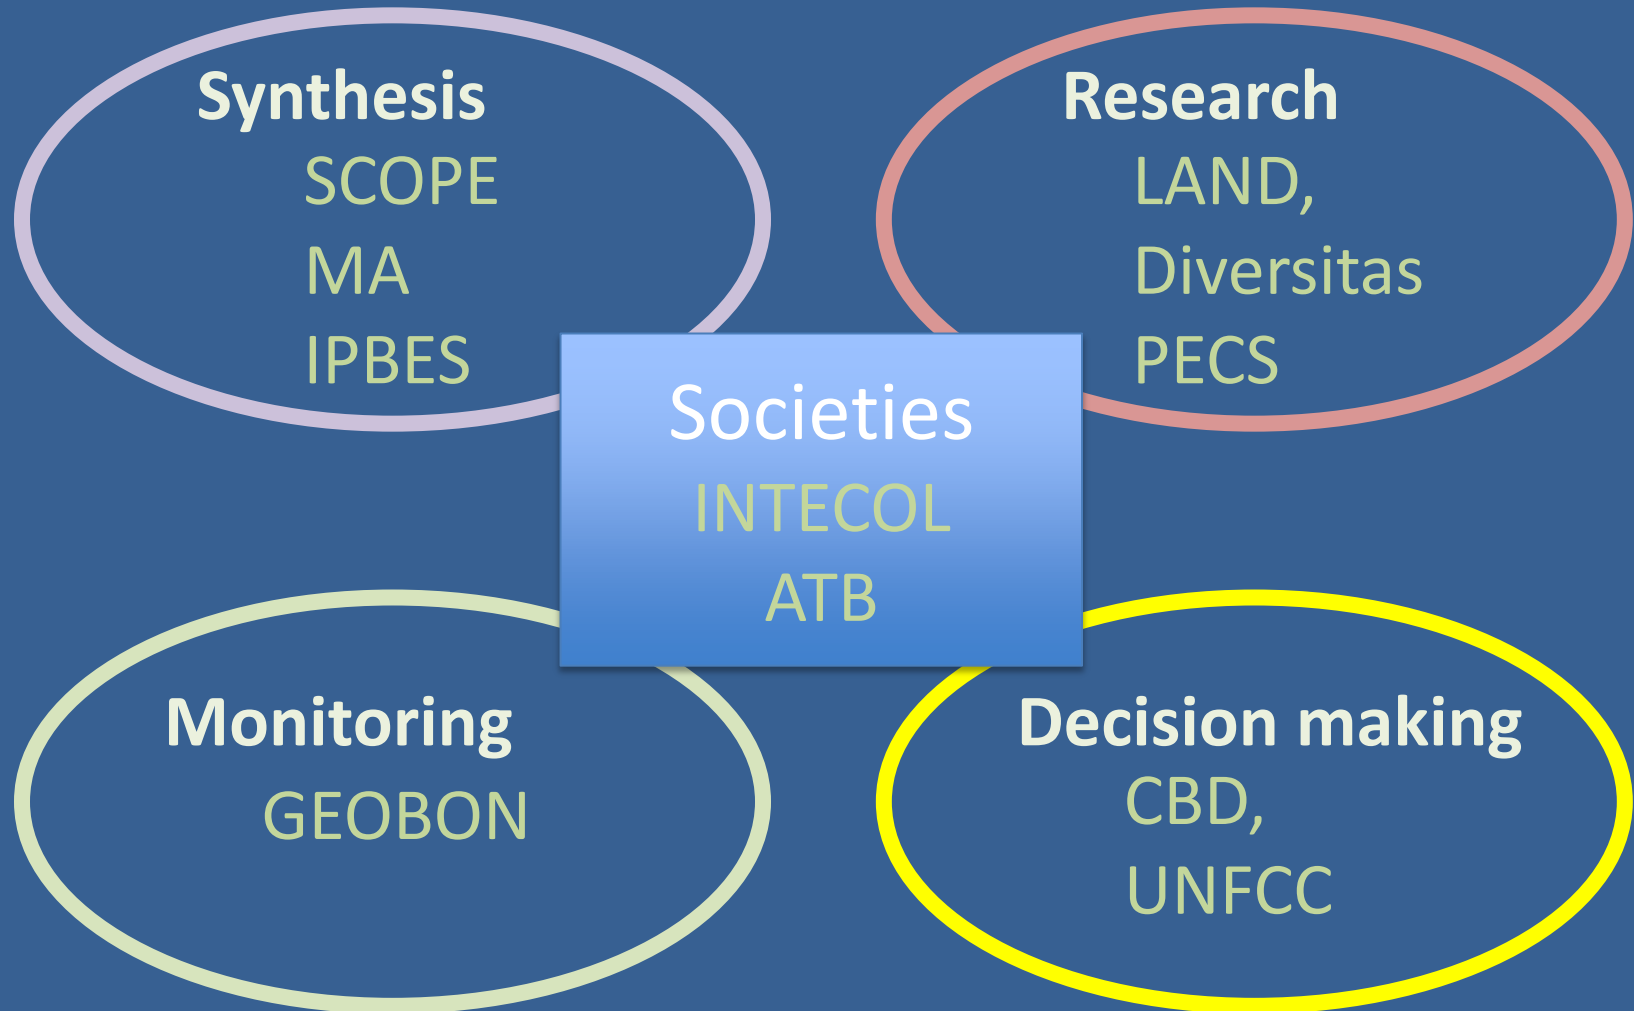 Synthesis
SCOPE
MA
IPBES
Research
LAND,
Diversitas
PECS
Societies
INTECOL
ATB
Monitoring
GEOBON
Decision making
CBD,
UNFCC